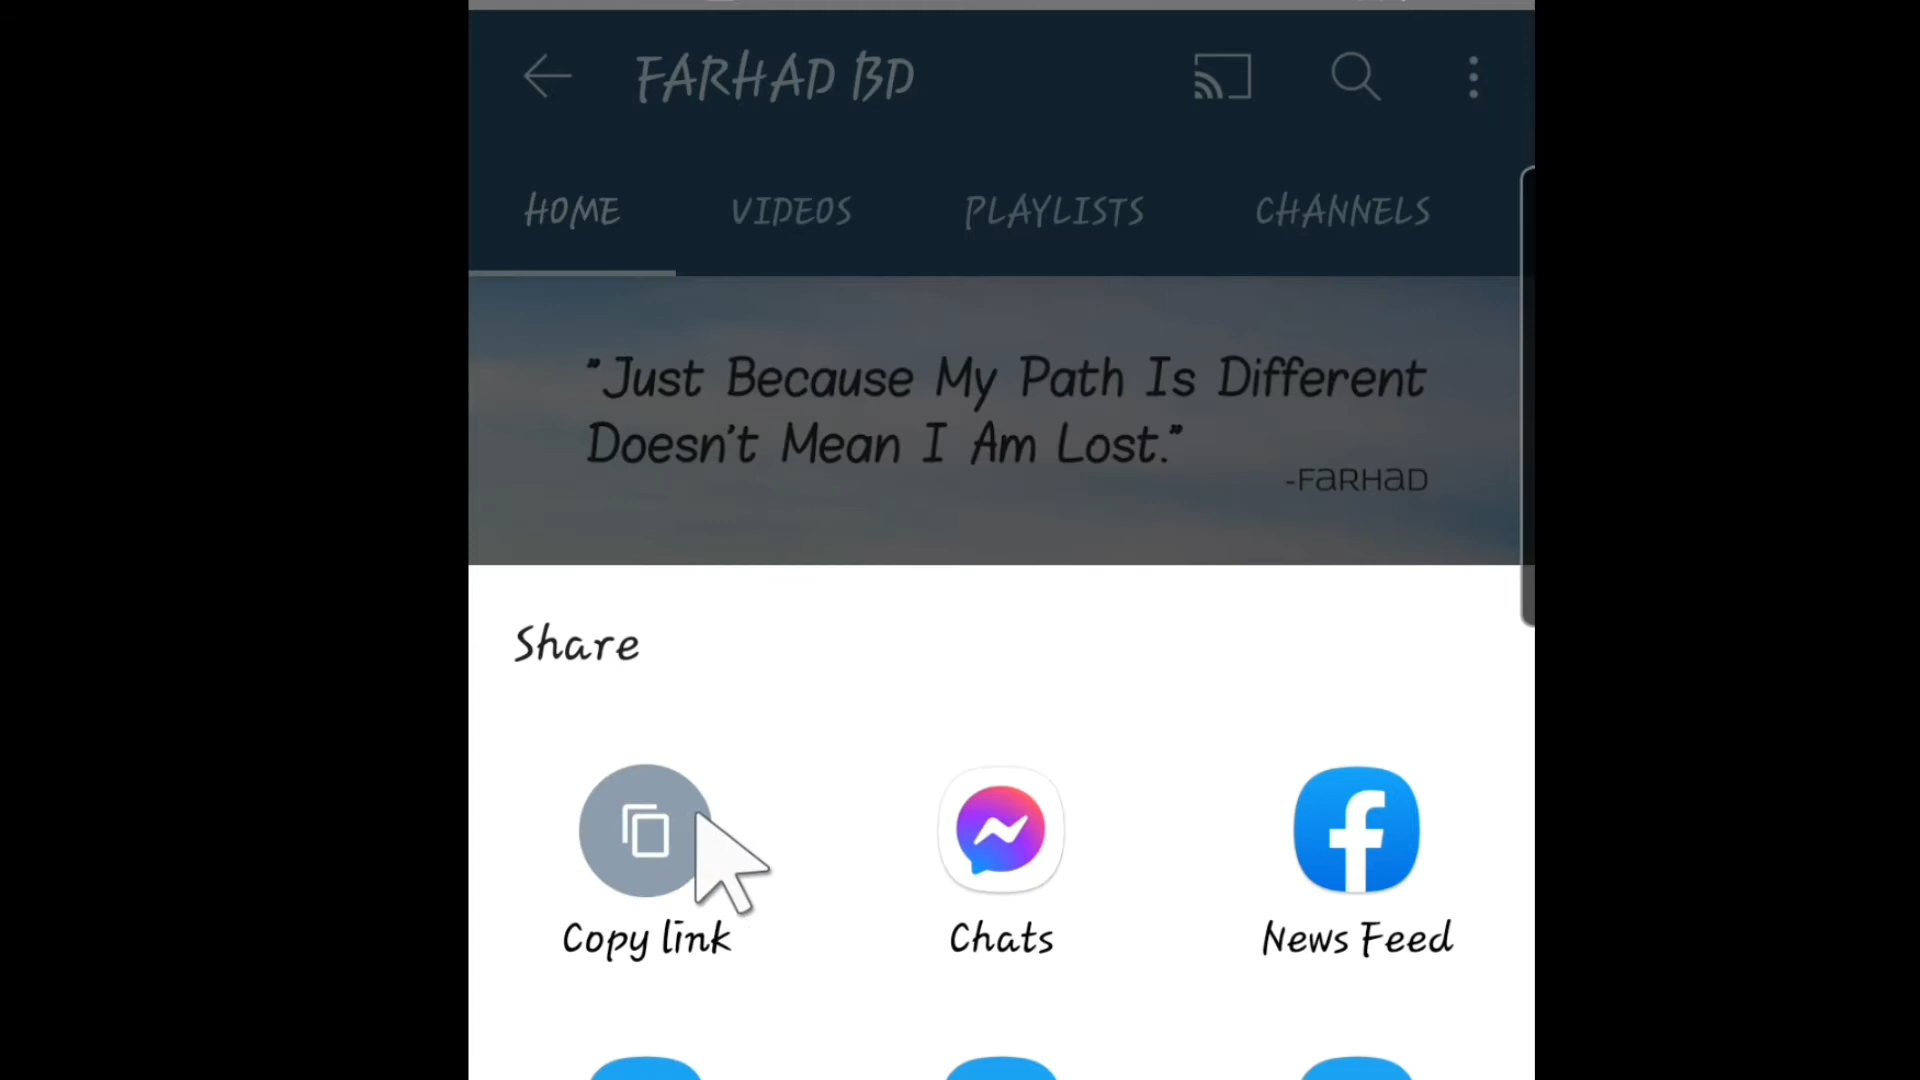 FARHAD BD
HOME VIDEOS PLAYLISTS CHANNELS
"Just Because My Path Is Different
Doesn't Mean I Am Lost."
-FARHAD
Share
Copy link Chats News Feed